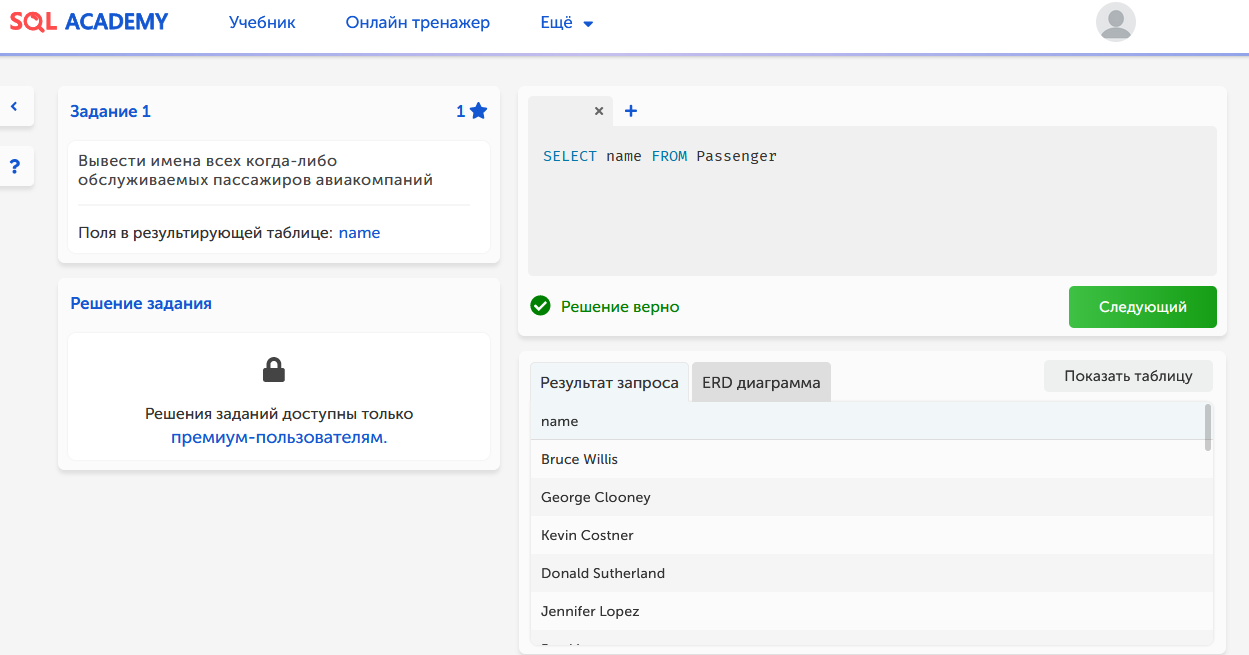 SQL ACADEMY
Учебник
Онлайн тренажер
Ещё
Задание 1
1
Вывести имена всех когда-либо
обслуживаемых пассажиров авиакомпаний
Поля в результирующей таблице: name
?
Решение задания
Решения заданий доступны только
премиум-пользователям.
× +
SELECT name FROM Passenger
Решение верно
Следующий
Результат запроса
ERD диаграмма
Показать таблицу
name
Bruce Willis
George Clooney
Kevin Costner
Donald Sutherland
Jennifer Lopez